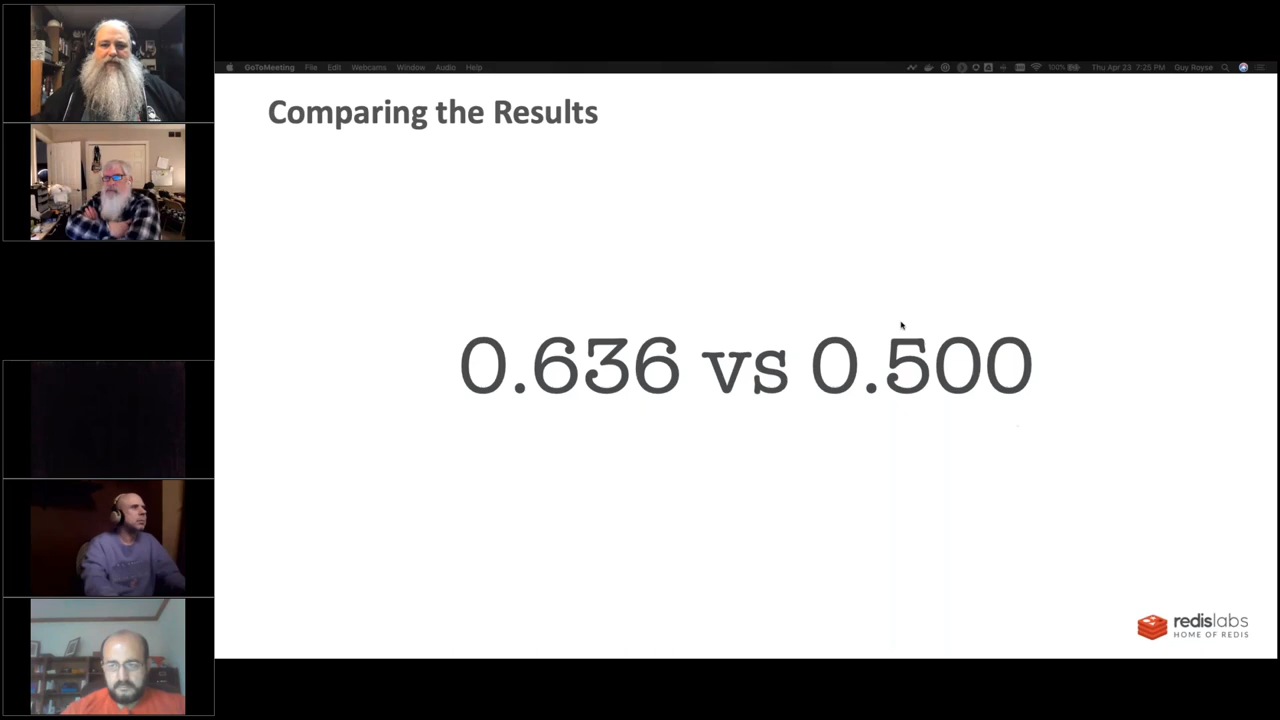 GoToMeeting File Edit Webcams Window Audio Help
100% Thu Apr 23 7:25 PM Guy Royse
Comparing the Results
0.636 vs 0.500
redislabs
HOME OF REDIS